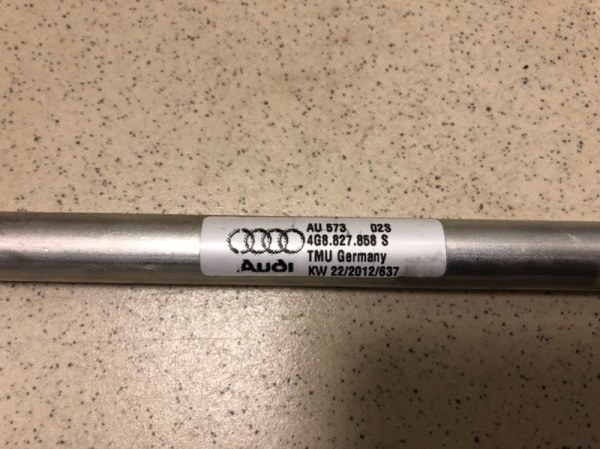 AU 573 02S
4G8.827.858 S
TMU Germany
Audi KW 22/2012/637